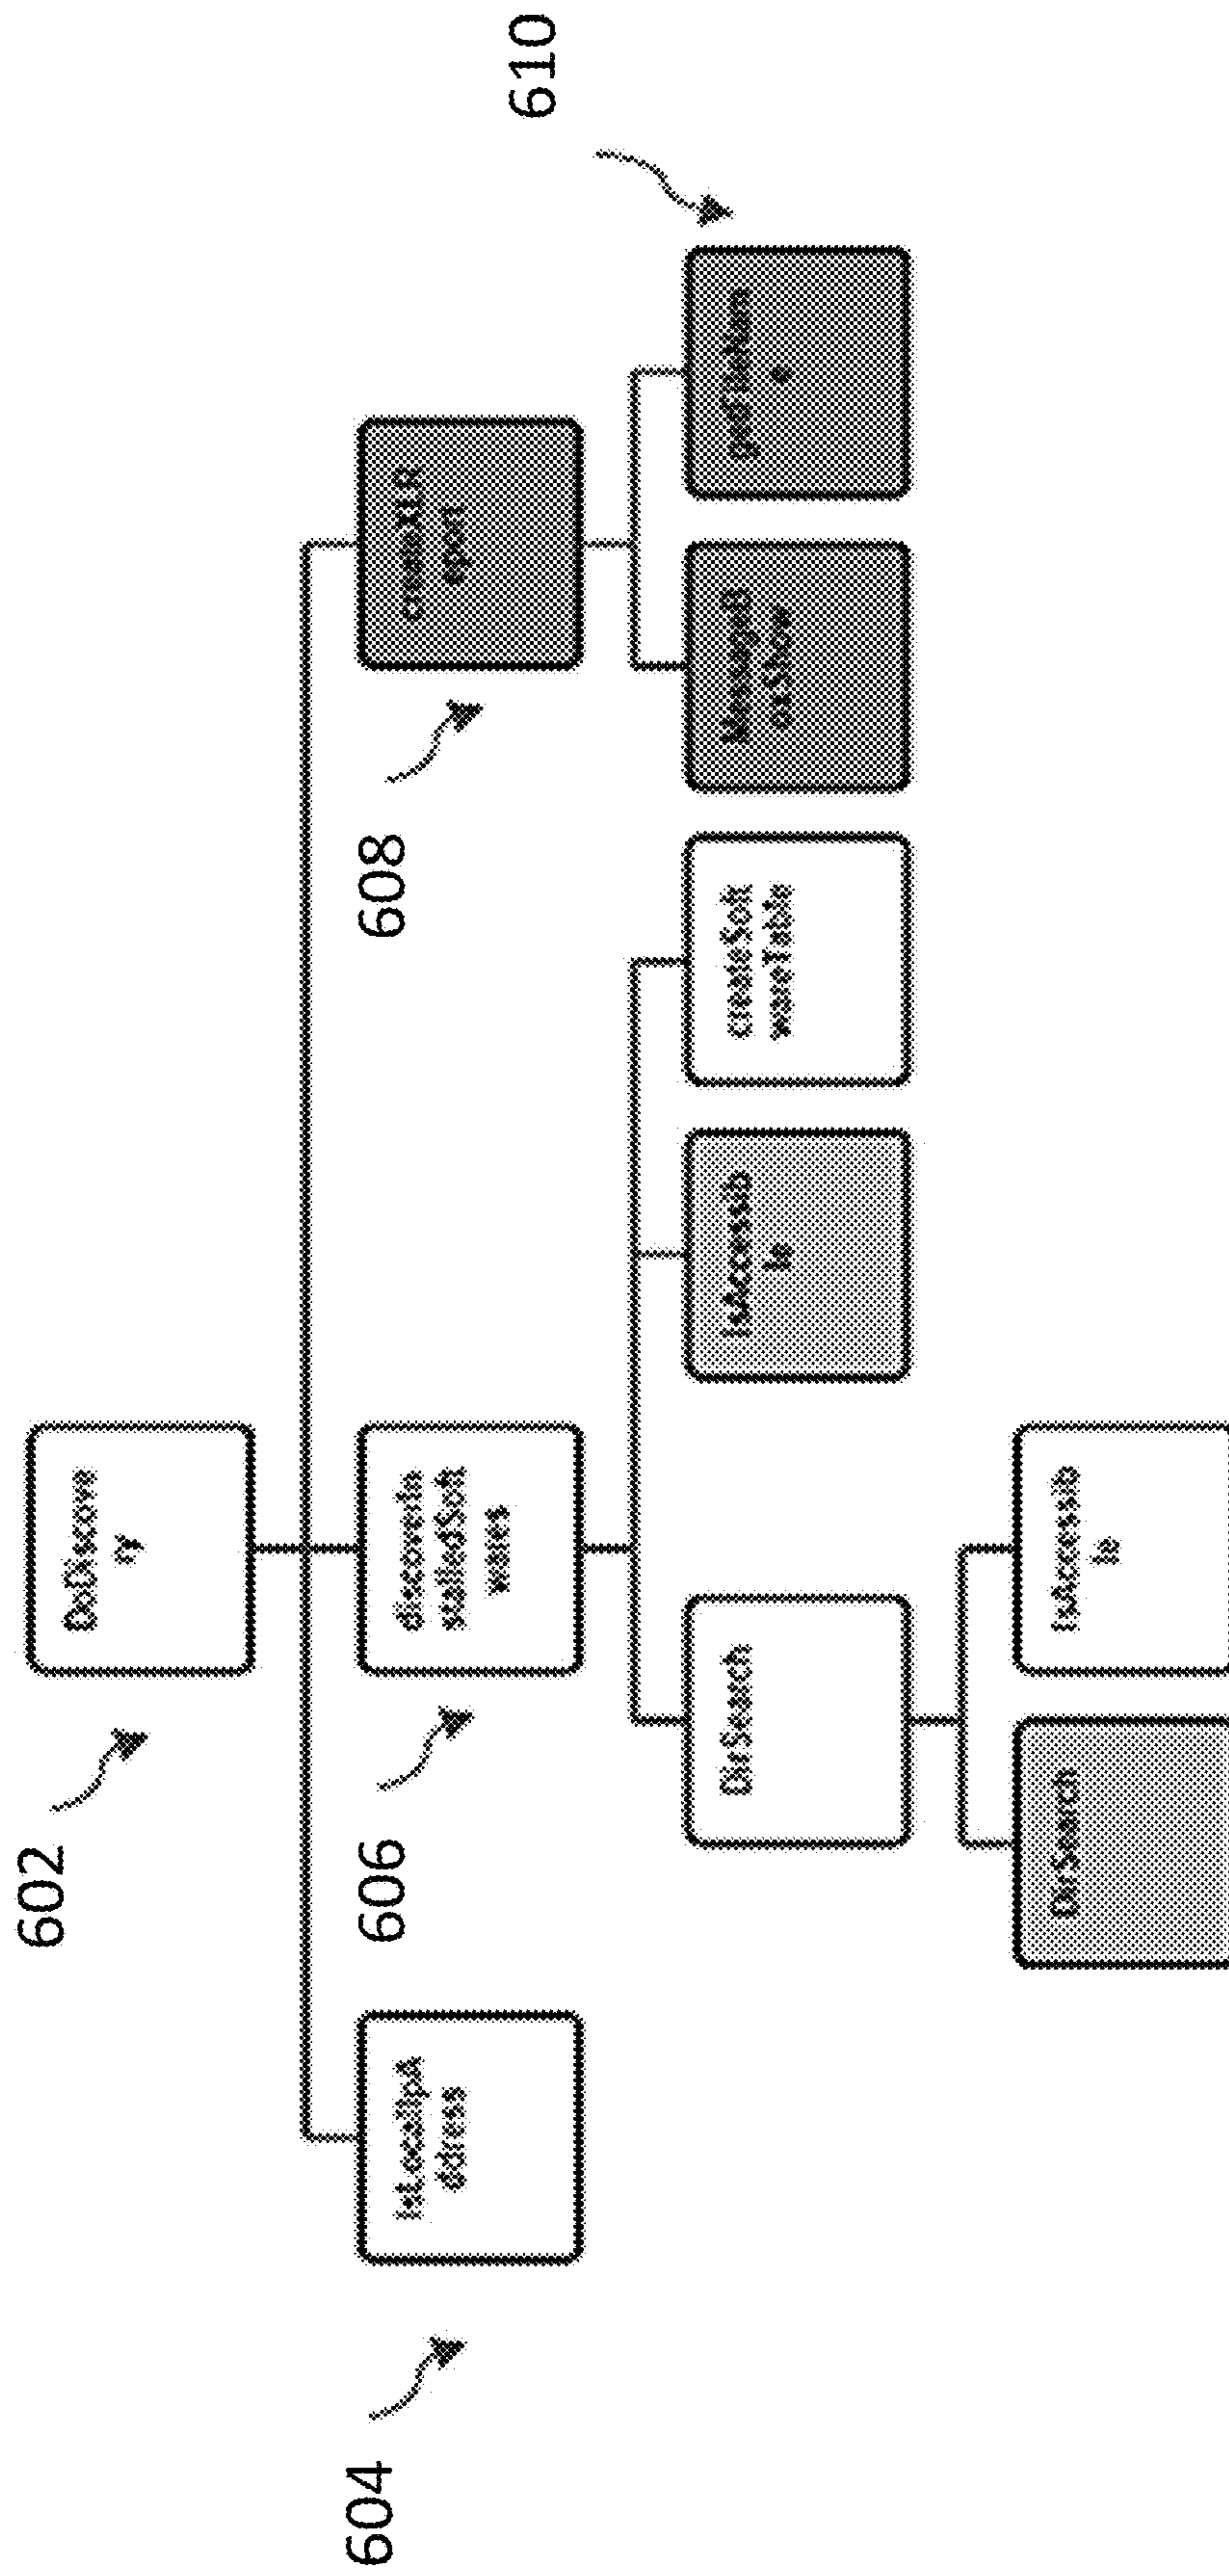 602
DoDiscove
ry
604
IsLocalIpA
ddress
606
discoverIn
stalledSoft
wares
608
createXLR
eport
DirSearch
IsAccessib
le
createSoft
wareTable
MessageB
oxShow
getFileNam
e
610
DirSearch
IsAccessib
le